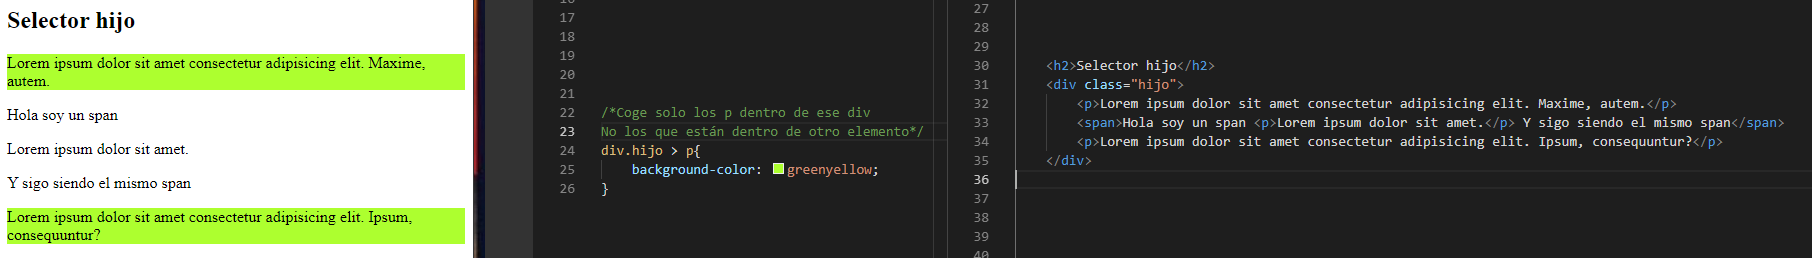 Selector hijo
Lorem ipsum dolor sit amet consectetur adipisicing elit. Maxime,
autem.
Hola soy un span
Lorem ipsum dolor sit amet.
Y sigo siendo el mismo span
Lorem ipsum dolor sit amet consectetur adipisicing elit. Ipsum,
consequuntur?
17
18
19
20
21
22 /*Coge solo los p dentro de ese div
23 No los que están dentro de otro elemento*/
24 div.hijo > p{
25 background-color: greenyellow;
26 }
27
28
29
30 <h2>Selector hijo</h2>
31 <div class="hijo">
32 <p>Lorem ipsum dolor sit amet consectetur adipisicing elit. Maxime, autem.</p>
33 <span>Hola soy un span <p>Lorem ipsum dolor sit amet.</p> Y sigo siendo el mismo span</span>
34 <p>Lorem ipsum dolor sit amet consectetur adipisicing elit. Ipsum, consequuntur?</p>
35 </div>
36
37
38
39